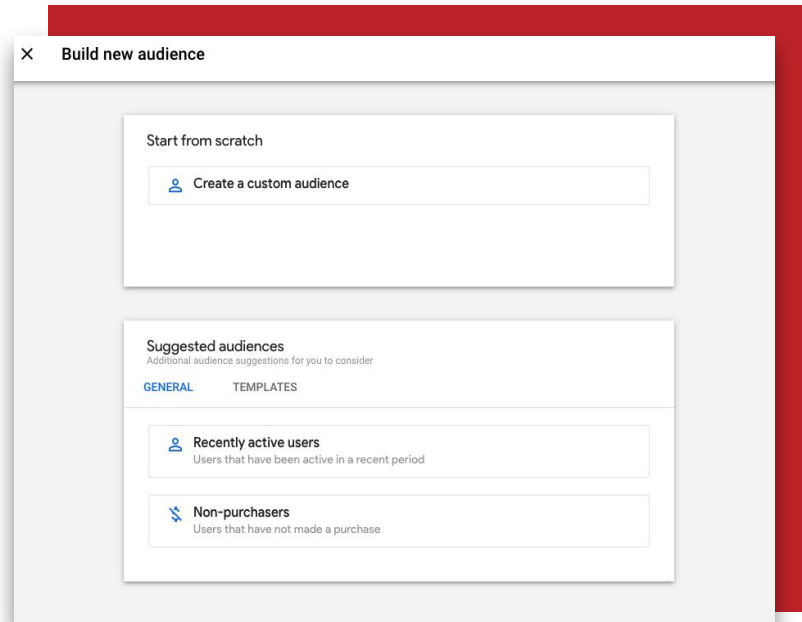 Build new audience
Start from scratch
Create a custom audience
Suggested audiences
Additional audience suggestions for you to consider
GENERAL TEMPLATES
Recently active users
Users that have been active in a recent period
Non-purchasers
Users that have not made a purchase